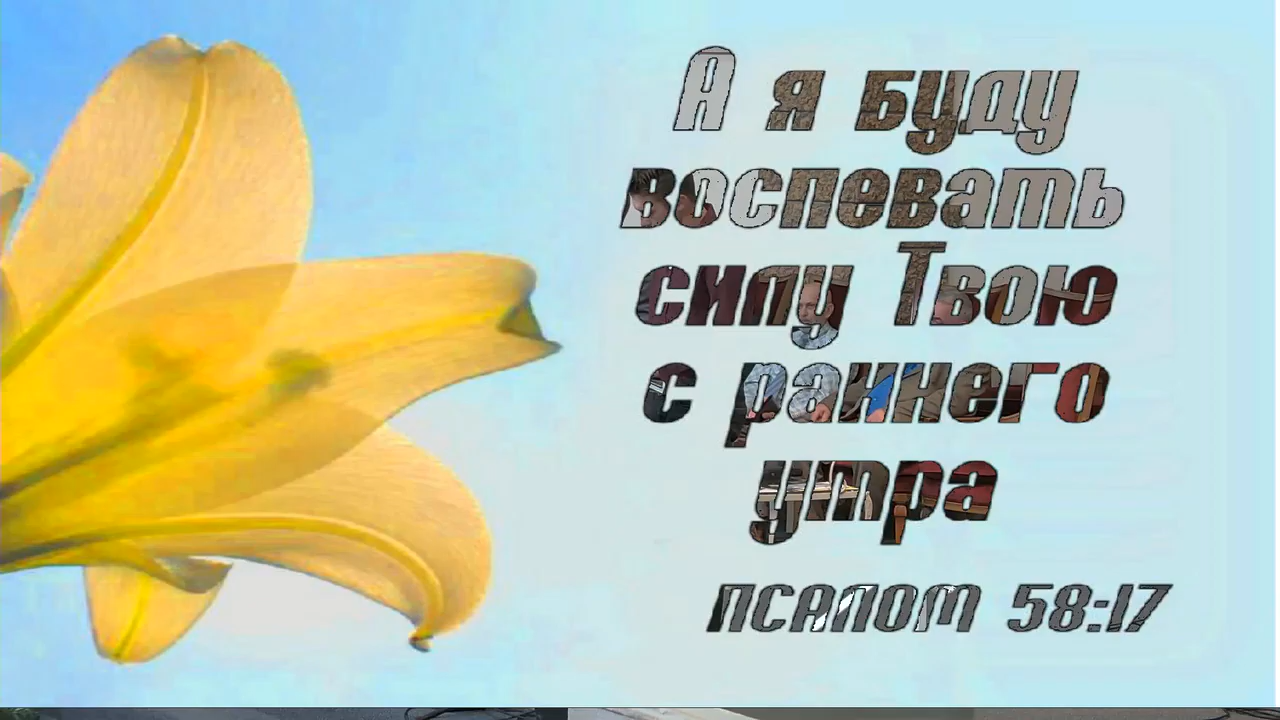 А я буду
воспевать
силу Твою
с раннего
утра
ПСАЛОМ 58:17